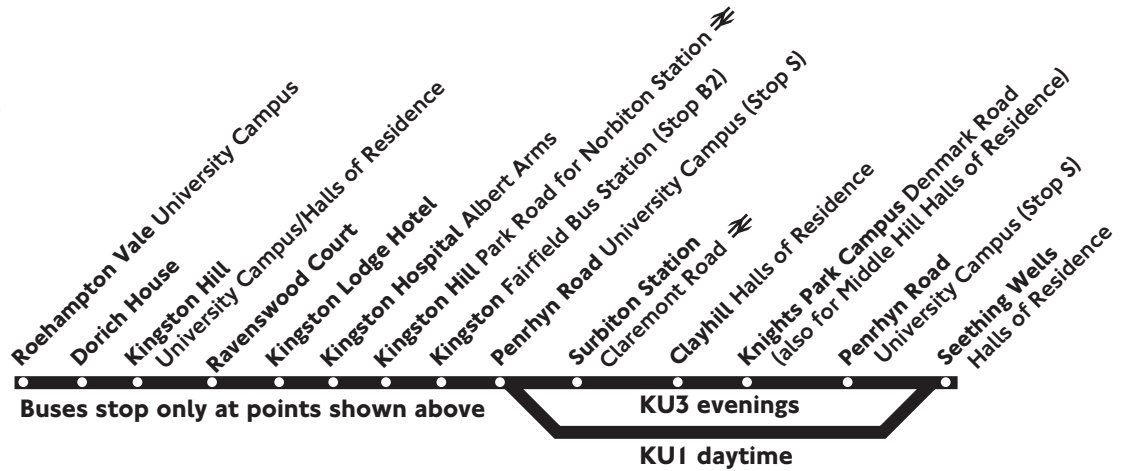 Roehampton Vale University Campus
Dorich House
Kingston Hill
University Campus/Halls of Residence
Ravenswood Court
Kingston Lodge Hotel
Kingston Hospital Albert Arms
Kingston Hill Park Road for Norbiton Station
Kingston Fairfield Bus Station (Stop B2)
Penrhyn Road University Campus (Stop S)
Surbiton Station
Claremont Road
Clayhill Halls of Residence
Knights Park Campus Denmark Road
(also for Middle Hill Halls of Residence)
Penrhyn Road
University Campus (Stop S)
Seething Wells
Halls of Residence
Buses stop only at points shown above
KU3 evenings
KU1 daytime